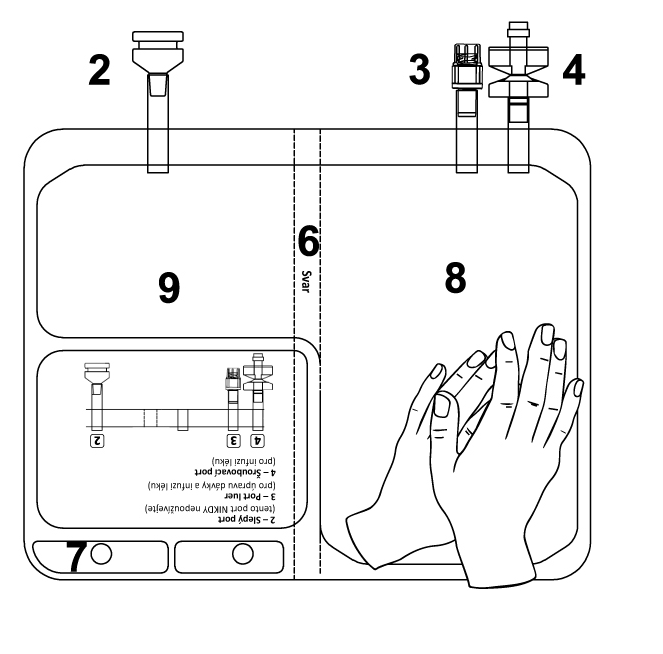 2
3
4
6
Svar
8
9
2
3
4
2 – Slepý port
(tento port NIKDY nepoužívejte)
3 – Port luer
(pro úpravu dávky a infuzi léku)
4 – Šroubovací port
(pro infuzi léku)
7